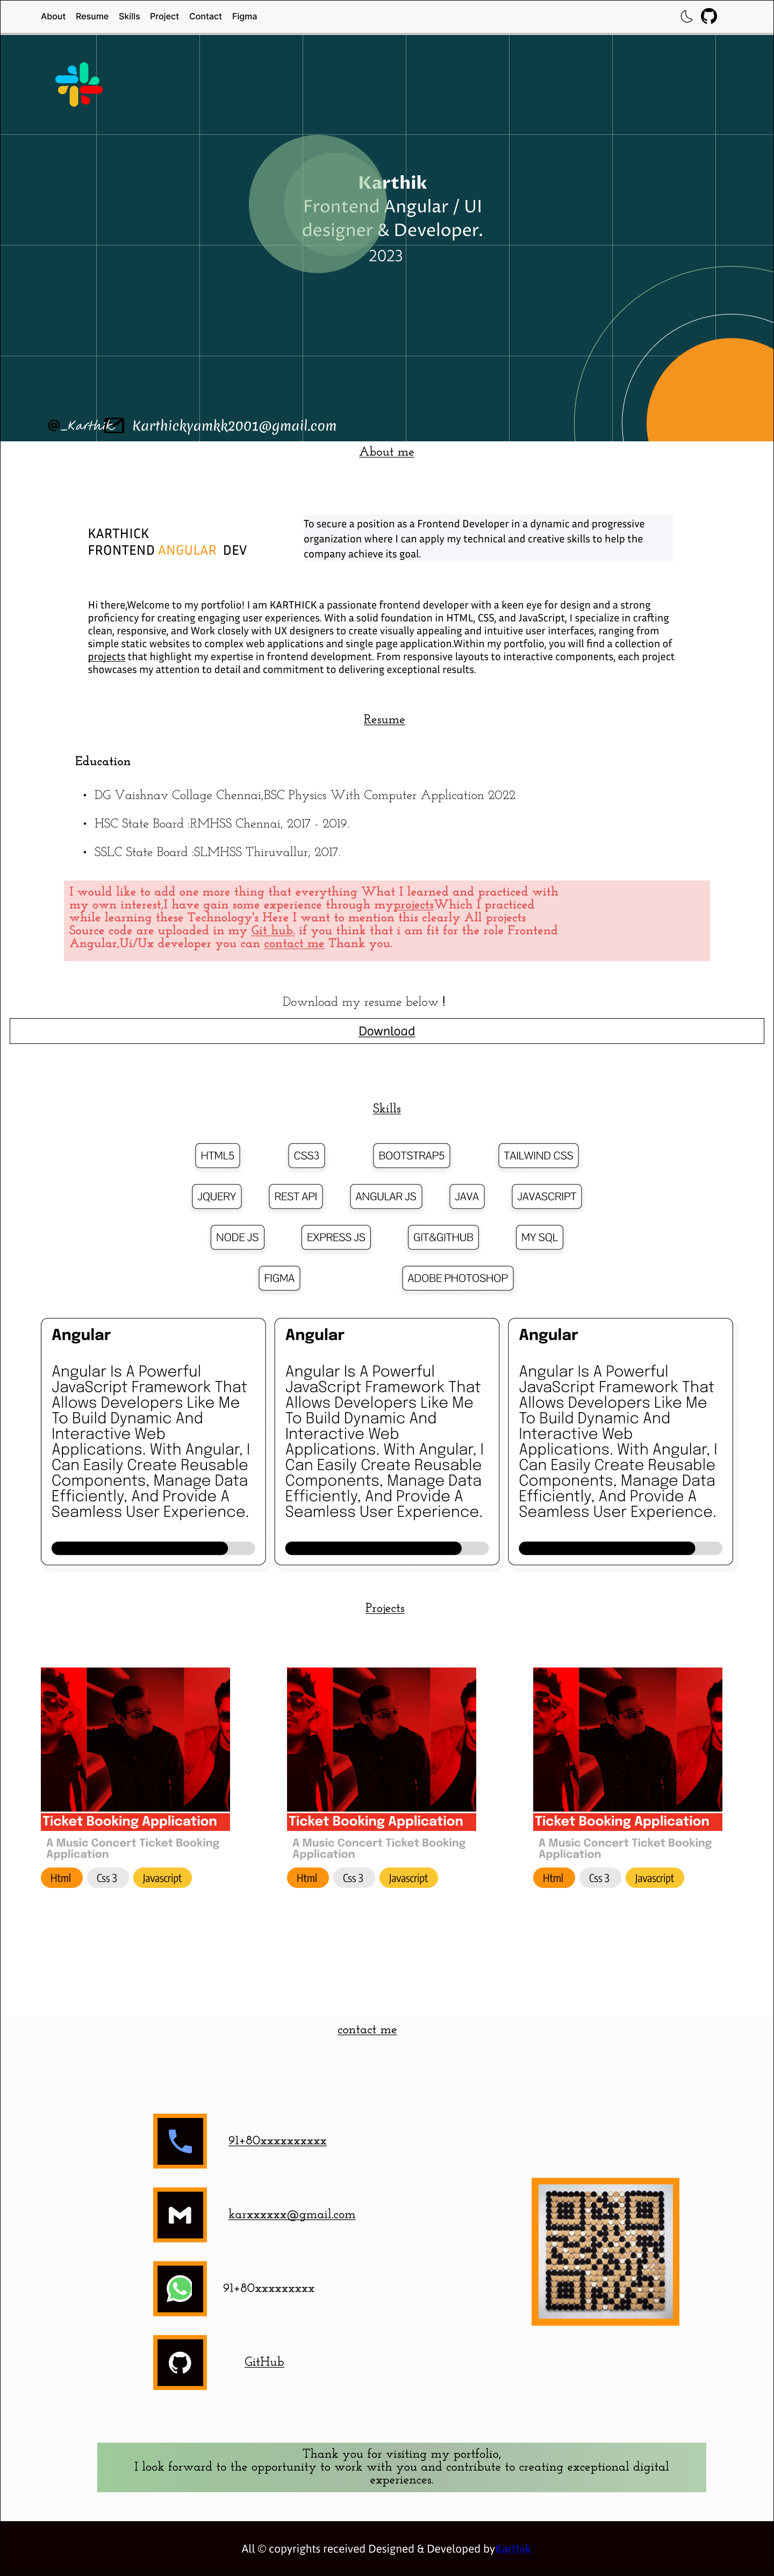 About Resume Skills Project Contact Figma
Karthik
Frontend Angular / UI
designer & Developer.
2023
@_Karthik Karthickyamkk2001@gmail.com
About me
KARTHICK
FRONTEND ANGULAR DEV
To secure a position as a Frontend Developer in a dynamic and progressive
organization where I can apply my technical and creative skills to help the
company achieve its goal.
Hi there,Welcome to my portfolio! I am KARTHICK a passionate frontend developer with a keen eye for design and a strong
proficiency for creating engaging user experiences. With a solid foundation in HTML, CSS, and JavaScript, I specialize in crafting
clean, responsive, and Work closely with UX designers to create visually appealing and intuitive user interfaces, ranging from
simple static websites to complex web applications and single page application.Within my portfolio, you will find a collection of
projects that highlight my expertise in frontend development. From responsive layouts to interactive components, each project
showcases my attention to detail and commitment to delivering exceptional results.
Resume
Education
• DG Vaishnav Collage Chennai,BSC Physics With Computer Application 2022
• HSC State Board :RMHSS Chennai, 2017 - 2019.
• SSLC State Board :SLMHSS Thiruvallur, 2017.
I would like to add one more thing that everything What I learned and practiced with
my own interest,I have gain some experience through myprojectsWhich I practiced
while learning these Technology's Here I want to mention this clearly All projects
Source code are uploaded in my Git hub. if you think that i am fit for the role Frontend
Angular,Ui/Ux developer you can contact me Thank you.
Download my resume below !
Download
Skills
HTML5 CSS3 BOOTSTRAP5 TAILWIND CSS
JQUERY REST API ANGULAR JS JAVA JAVASCRIPT
NODE JS EXPRESS JS GIT&GITHUB MY SQL
FIGMA ADOBE PHOTOSHOP
Angular
Angular Is A Powerful
JavaScript Framework That
Allows Developers Like Me
To Build Dynamic And
Interactive Web
Applications. With Angular, I
Can Easily Create Reusable
Components, Manage Data
Efficiently, And Provide A
Seamless User Experience.
Angular
Angular Is A Powerful
JavaScript Framework That
Allows Developers Like Me
To Build Dynamic And
Interactive Web
Applications. With Angular, I
Can Easily Create Reusable
Components, Manage Data
Efficiently, And Provide A
Seamless User Experience.
Angular
Angular Is A Powerful
JavaScript Framework That
Allows Developers Like Me
To Build Dynamic And
Interactive Web
Applications. With Angular, I
Can Easily Create Reusable
Components, Manage Data
Efficiently, And Provide A
Seamless User Experience.
Projects
Ticket Booking Application
A Music Concert Ticket Booking
Application
Html Css 3 Javascript
Ticket Booking Application
A Music Concert Ticket Booking
Application
Html Css 3 Javascript
Ticket Booking Application
A Music Concert Ticket Booking
Application
Html Css 3 Javascript
contact me
91+80xxxxxxxxxx
karxxxxxx@gmail.com
91+80xxxxxxxxx
GitHub
Thank you for visiting my portfolio,
I look forward to the opportunity to work with you and contribute to creating exceptional digital
experiences.
All © copyrights received Designed & Developed byKarthik